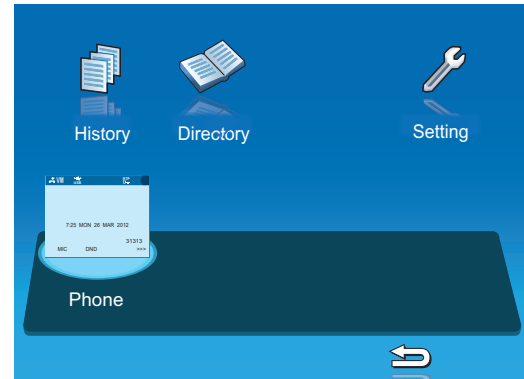 History Directory Setting
VM
7:25 MON 26 MAR 2012
31313
MIC DND >>>
Phone